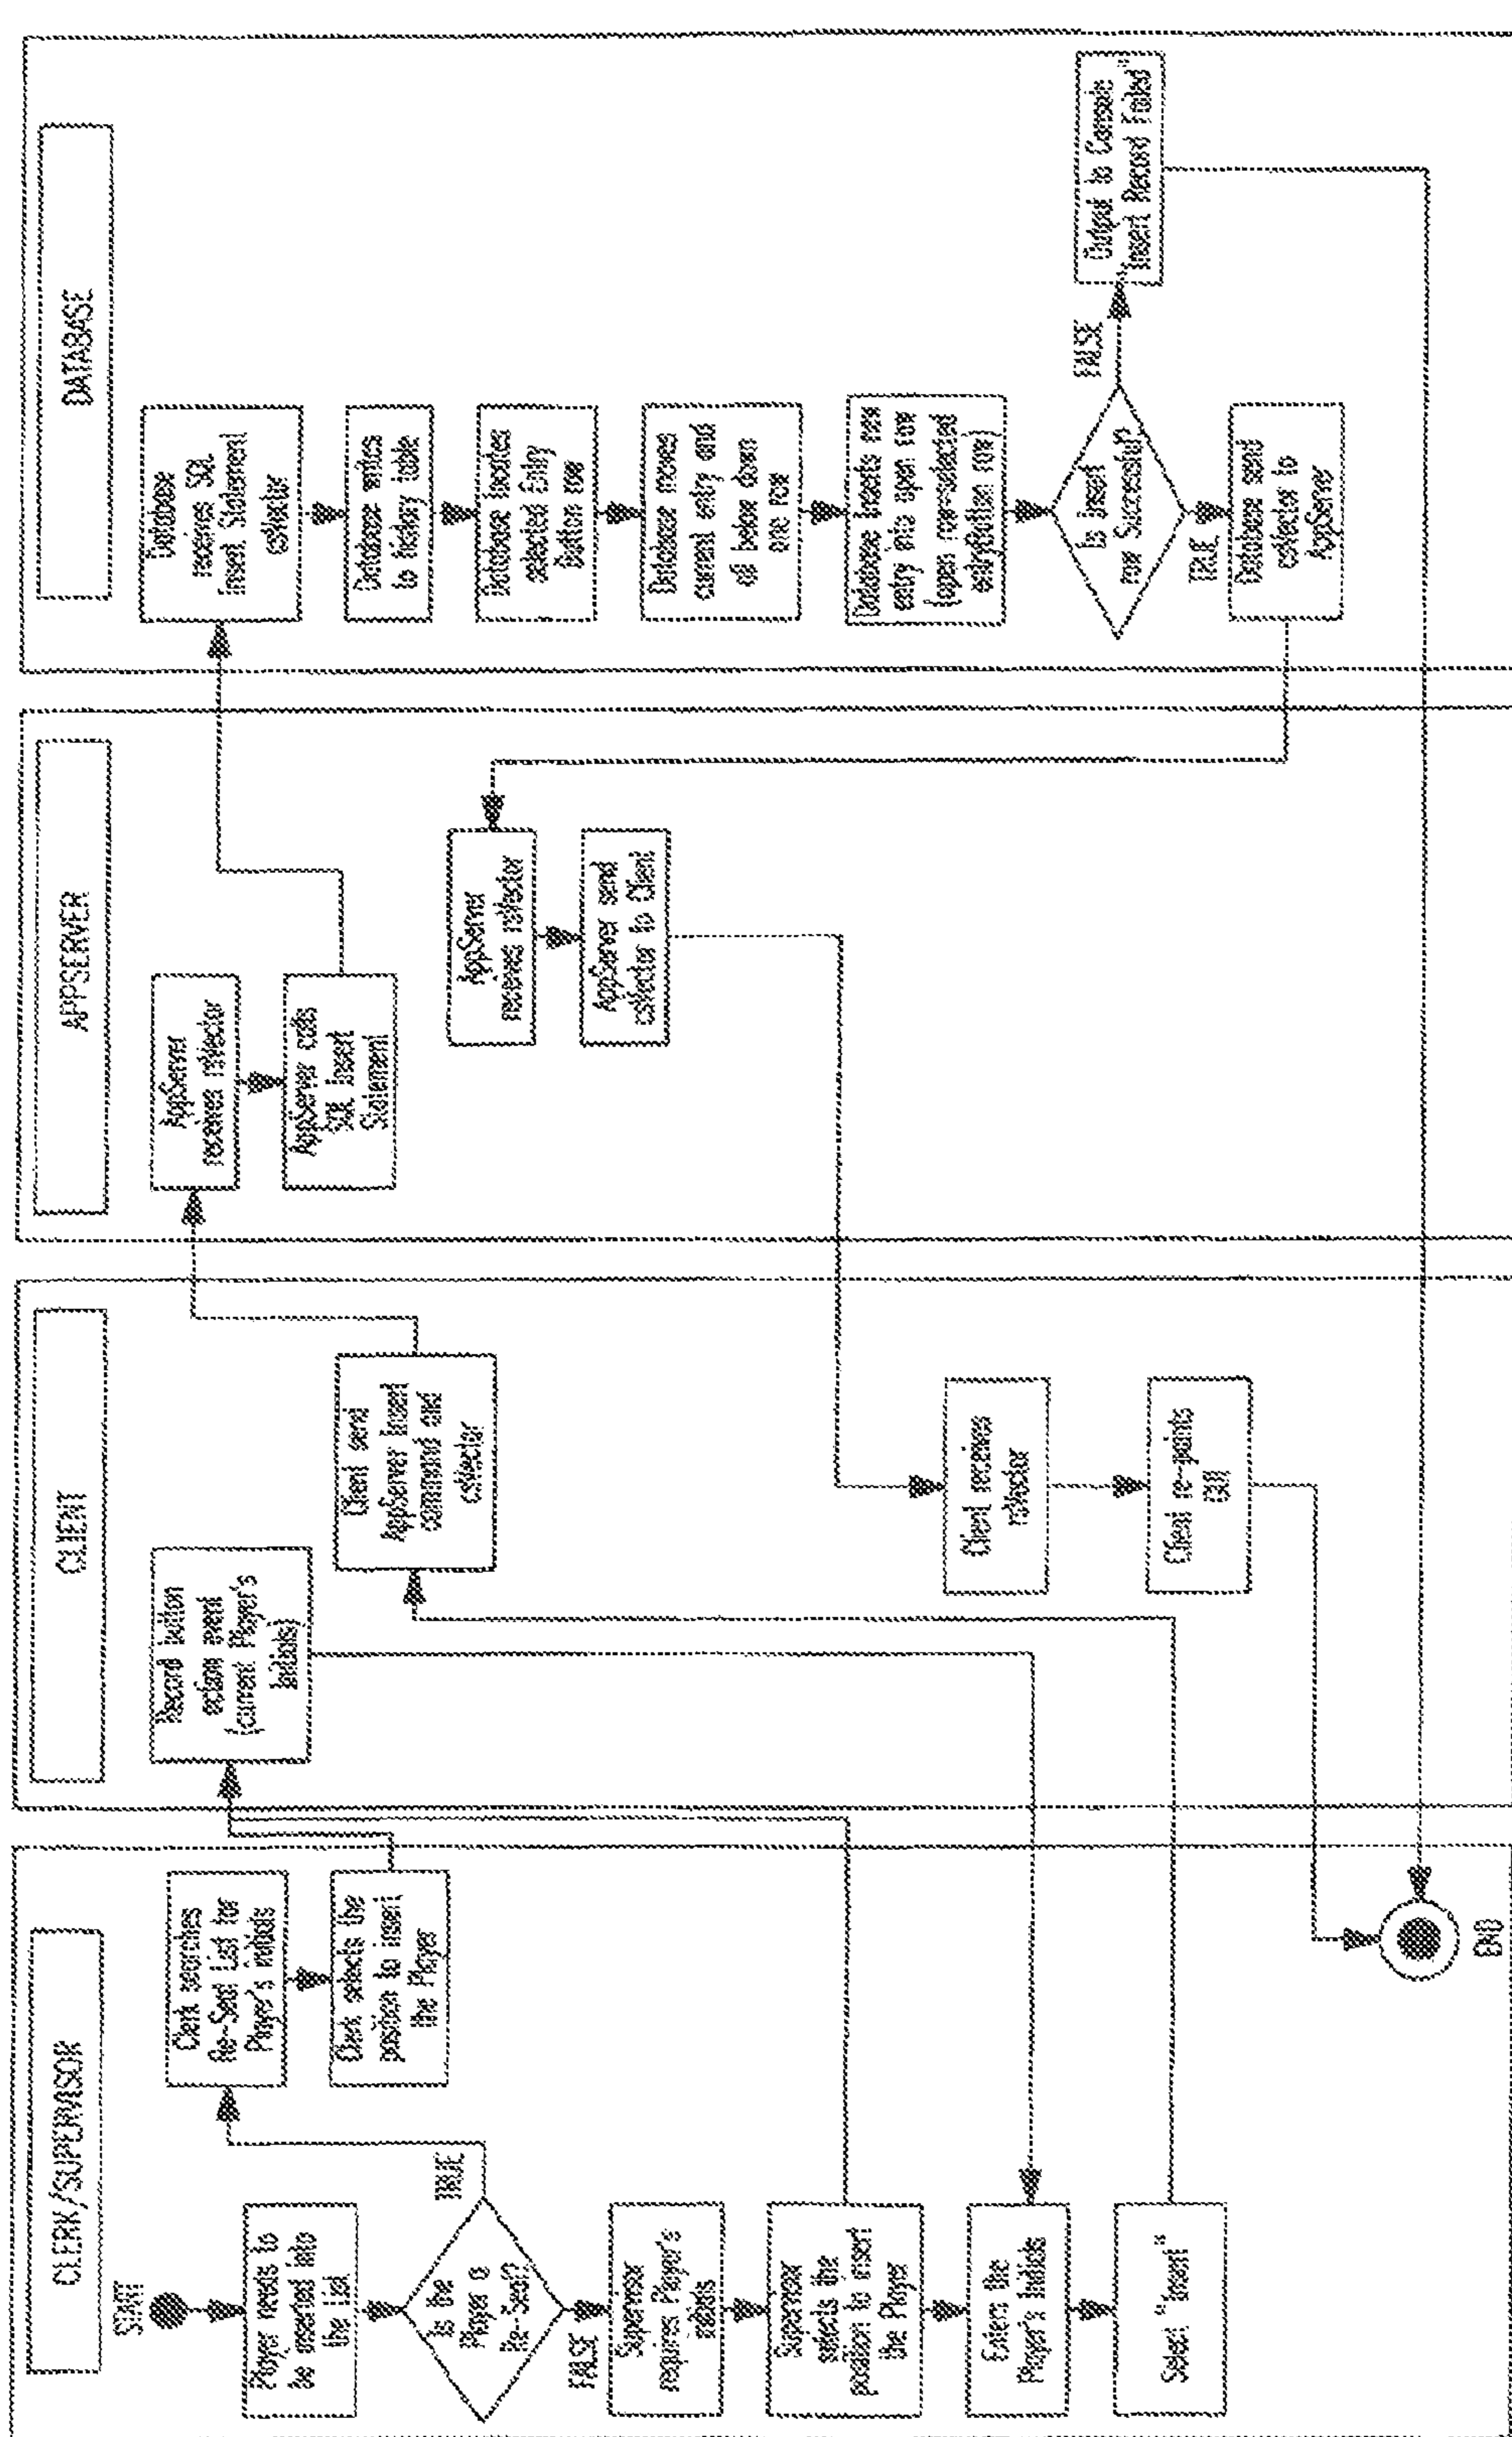 CLERK/SUPERVISOR
START
Player needs to
be inserted into
the List
Is the
Player a
Re-Seat?
TRUE
FALSE
Clerk searches
Re-Seat List for
Player's initials
Clerk selects the
position to insert
the Player
Supervisor
requires Player's
initials
Supervisor
selects the
position to insert
the Player
Enters the
Player's Initials
Select "Insert"
END
CLIENT
Record button
action event
(current Player's
Initials)
Client send
AppServer Insert
command and
colVector
Client receives
rsVector
Client re-paints
GUI
APPSERVER
AppServer
receives rsVector
AppServer calls
SQL Insert
Statement
AppServer
receives rsVector
AppServer send
colVector to Client
DATABASE
Database
receives SQL
Insert Statement
colVector
Database writes
to history table
Database locates
selected Entry
Button row
Database moves
current entry and
all below down
one row
Database inserts new
entry into open row
(open row=selected
entryButton row)
Is insert
row Successful?
FALSE
Output to Console
"Insert Record Failed"
TRUE
Database send
colVector to
AppServer